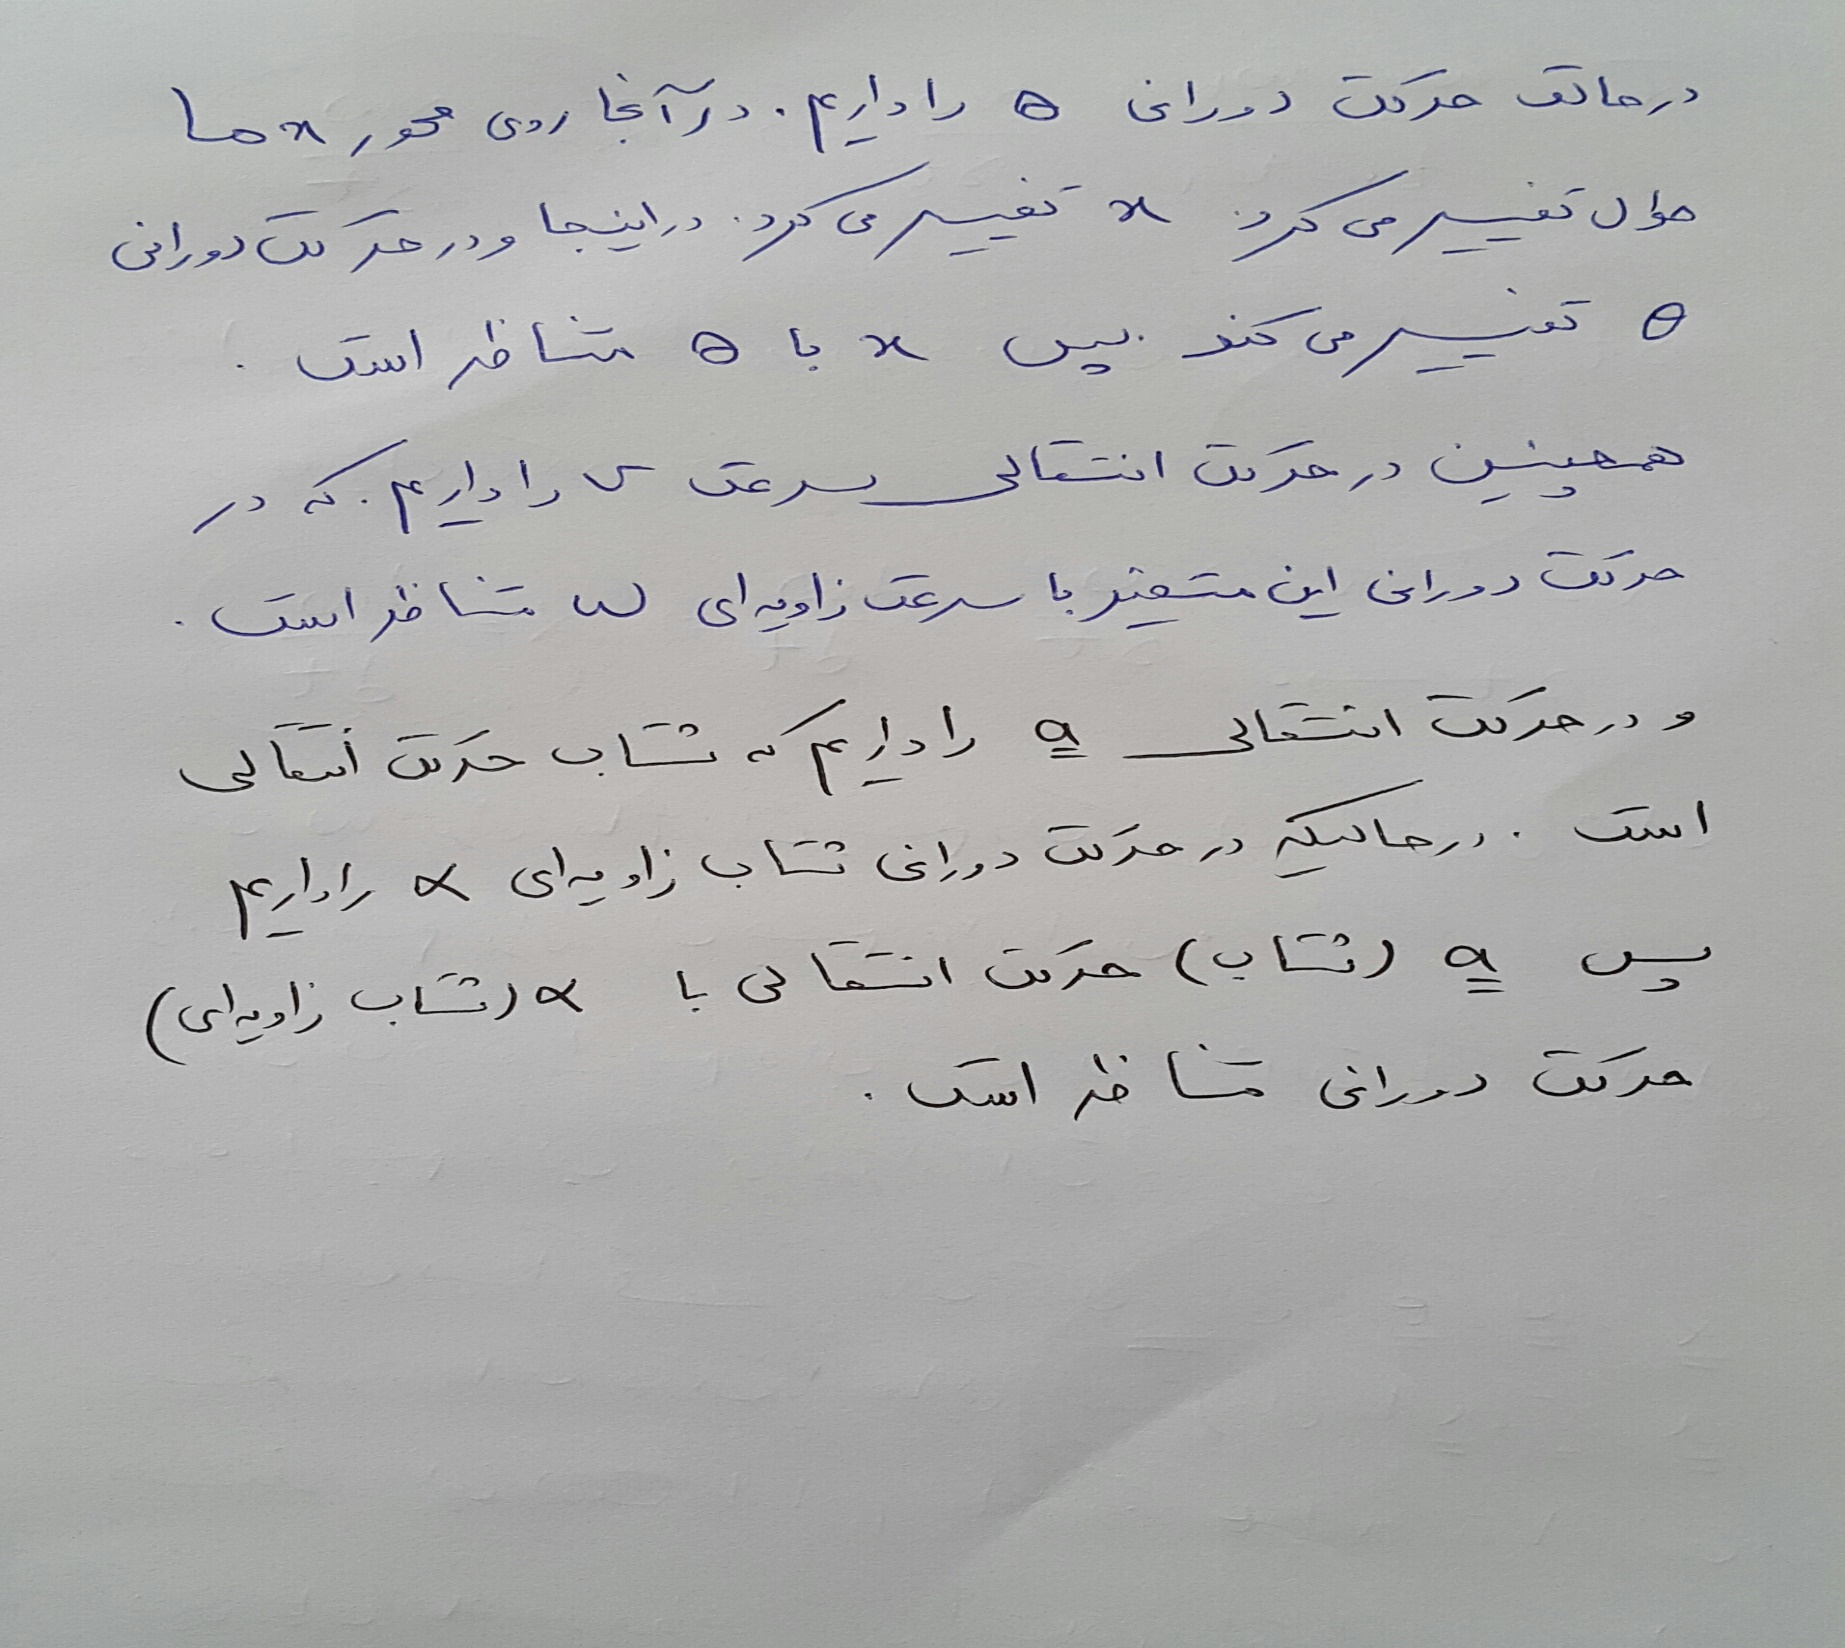 در حالت حرکت دورانی θ را داریم. در آنجا روی محور x ها
طول تغییر می کرد. x تغییر می کرد. در اینجا و در حرکت دورانی
θ تغییر می کند. پس x با θ متناظر است.
همچنین در حرکت انتقالی سرعت v را داریم. که در
حرکت دورانی این متغیر با سرعت زاویه‌ای ω متناظر است.
و در حرکت انتقالی a را داریم که شتاب حرکت انتقالی
است. در حالیکه در حرکت دورانی شتاب زاویه‌ای α را داریم
پس a (شتاب) حرکت انتقالی با α (شتاب زاویه‌ای)
حرکت دورانی متناظر است.